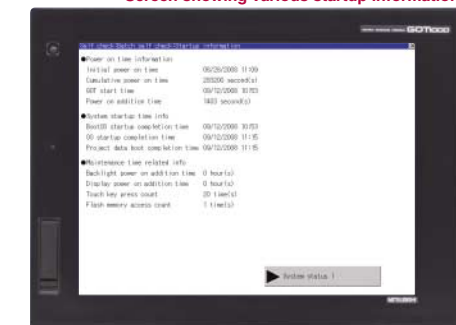 Screen showing various startup information
GOT1000
Self check:Batch self check:Startup information
●Power on time information
Initial power on time 06/26/2008 11:09
Cumulative power on time 265200 second(s)
GOT start time 09/12/2008 10:53
Power on addition time 1403 second(s)
●System startup time info
BootOS startup completion time 09/12/2008 10:53
OS startup completion time 09/12/2008 11:15
Project data boot completion time 09/12/2008 11:15
●Maintenance time related info
Backlight power on addition time 0 hour(s)
Display power on addition time 0 hour(s)
Touch key press count 20 time(s)
Flash memory access count 1 time(s)
System status 1
MITSUBISHI